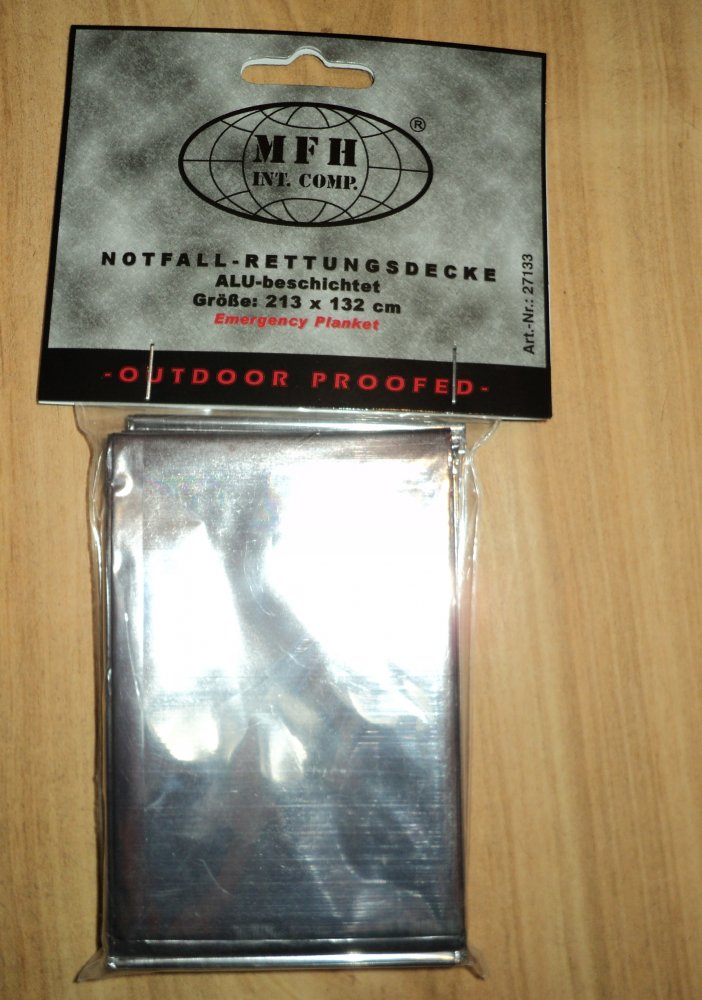 ®
MFH
INT. COMP.
NOTFALL-RETTUNGSDECKE
ALU-beschichtet
Größe: 213 x 132 cm
Emergency Planket
Art.-Nr.: 27133
-OUTDOOR PROOFED-